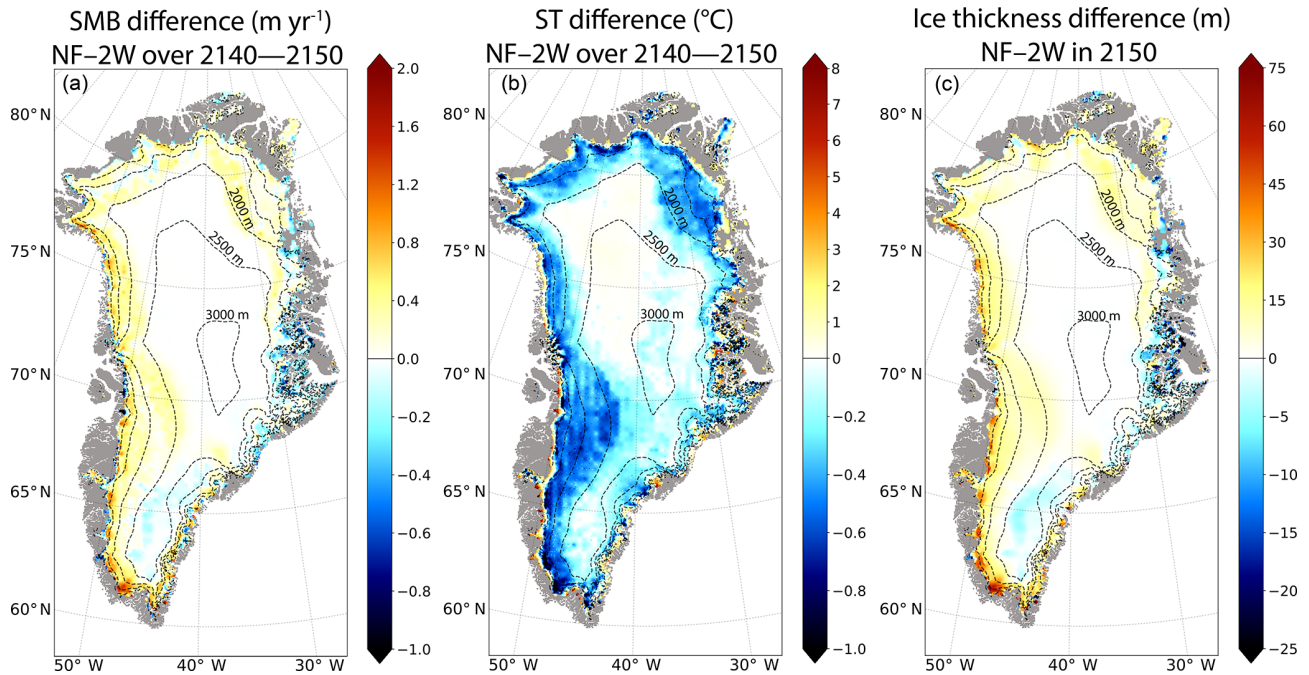 SMB difference (m yr⁻¹)
NF–2W over 2140—2150
(a)
80° N
75° N
70° N
65° N
60° N
50° W
40° W
30° W
2000 m
2500 m
3000 m
2.0
1.6
1.2
0.8
0.4
0.0
−0.2
−0.4
−0.6
−0.8
−1.0
ST difference (°C)
NF–2W over 2140—2150
(b)
80° N
75° N
70° N
65° N
60° N
50° W
40° W
30° W
2000 m
2500 m
3000 m
8
7
6
5
4
3
2
1
0
−0.2
−0.4
−0.6
−0.8
−1.0
Ice thickness difference (m)
NF–2W in 2150
(c)
80° N
75° N
70° N
65° N
60° N
50° W
40° W
30° W
2000 m
2500 m
3000 m
75
60
45
30
15
0
−5
−10
−15
−20
−25